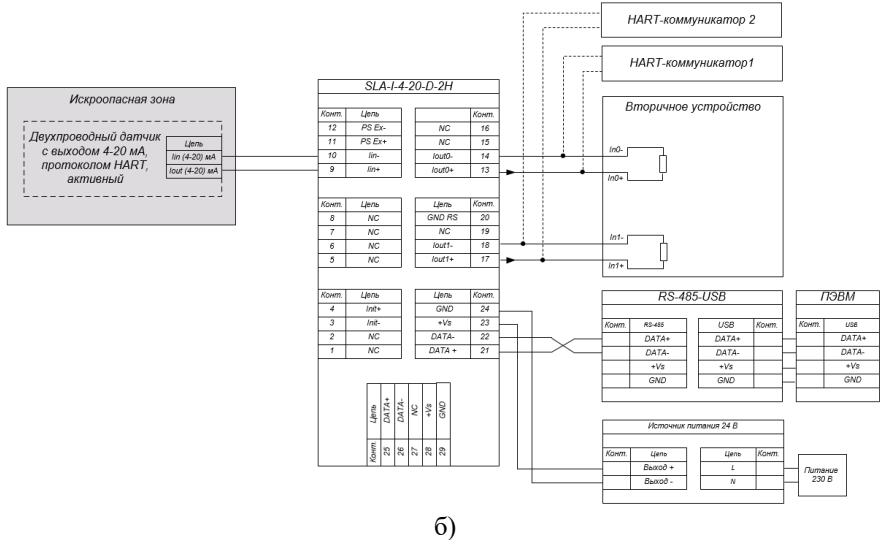 HART-коммуникатор 2
HART-коммуникатор1
Искроопасная зона
Двухпроводный датчик
с выходом 4-20 мА,
протоколом HART,
активный
Цепь
Iin (4-20) мА
Iout (4-20) мА
SLA-I-4-20-D-2H
Конт. Цепь Конт.
12 PS Ex- NC 16
11 PS Ex+ NC 15
10 Iin- Iout0- 14
9 Iin+ Iout0+ 13
Конт. Цепь Цепь Конт.
8 NC GND RS 20
7 NC NC 19
6 NC Iout1- 18
5 NC Iout1+ 17
Конт. Цепь Цепь Конт.
4 Init+ GND 24
3 Init- +Vs 23
2 NC DATA- 22
1 NC DATA + 21
Цепь DATA+ DATA- NC +Vs GND
Конт. 25 26 27 28 29
Вторичное устройство
In0-
In0+
In1-
In1+
RS-485-USB
Конт. RS-485 USB Конт.
DATA+ DATA+
DATA- DATA-
+Vs +Vs
GND GND
ПЭВМ
Конт. USB
DATA+
DATA-
+Vs
GND
Источник питания 24 В
Конт. Цепь Цепь Конт.
Выход + L
Выход - N
Питание
230 В
б)